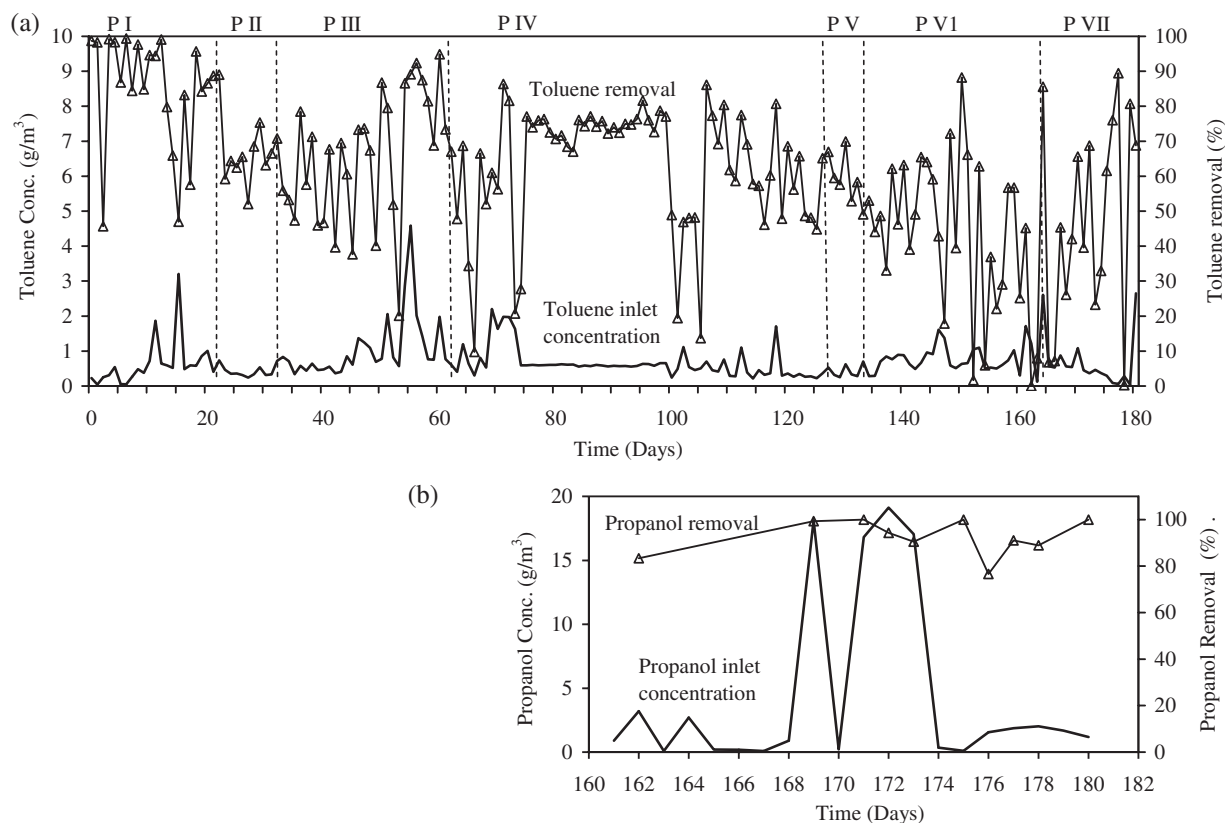 (a)
P I P II P III P IV P V P V1 P VII
Toluene Conc. (g/m³)
10
9
8
7
6
5
4
3
2
1
0
Toluene removal
Toluene inlet
concentration
100
90
80
70
60
50
40
30
20
10
0
Toluene removal (%)
0 20 40 60 80 100 120 140 160 180
Time (Days)
(b)
Propanol Conc. (g/m³)
20
15
10
5
0
Propanol removal
Propanol inlet
concentration
100
80
60
40
20
0
Propanol Removal (%) .
160 162 164 166 168 170 172 174 176 178 180 182
Time (Days)